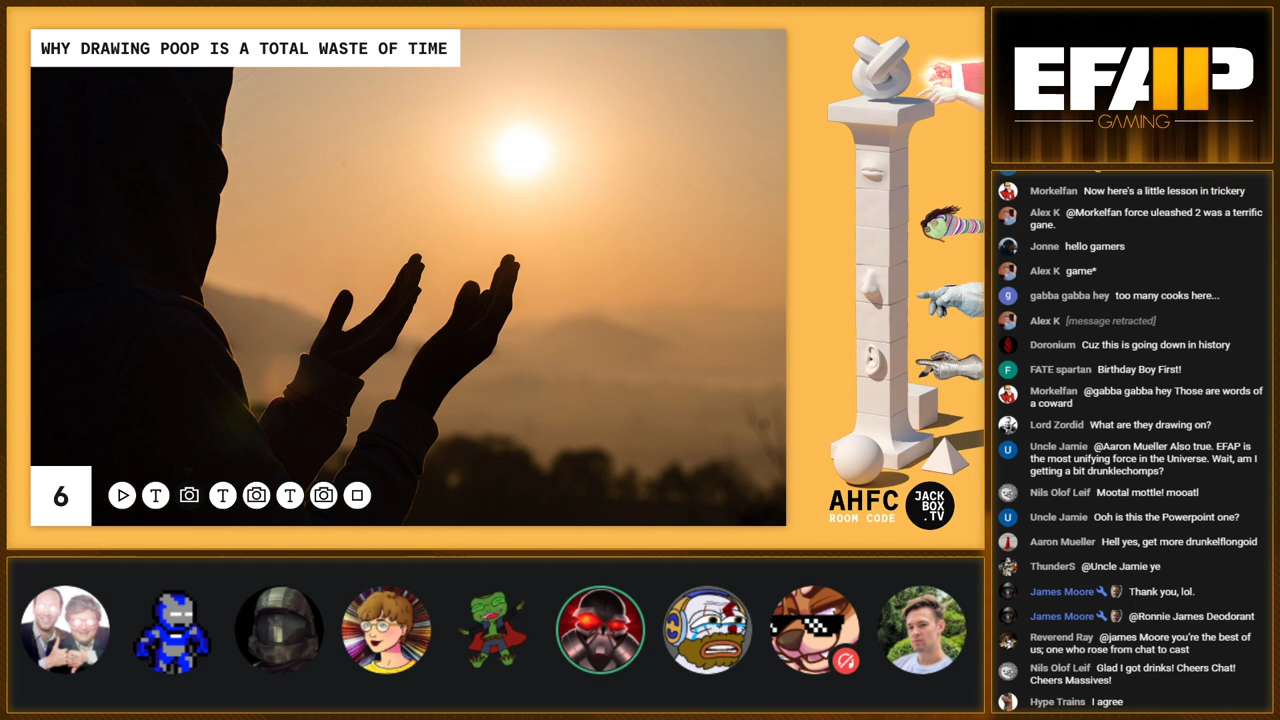 WHY DRAWING POOP IS A TOTAL WASTE OF TIME
6
T
T
T
AHFC
ROOM CODE
JACK
BOX
.TV
EFAP
GAMING
Morkelfan Now here's a little lesson in trickery
Alex K @Morkelfan force uleashed 2 was a terrific
gane.
Jonne hello gamers
Alex K game*
g gabba gabba hey too many cooks here...
Alex K [message retracted]
Doronium Cuz this is going down in history
F FATE spartan Birthday Boy First!
Morkelfan @gabba gabba hey Those are words of
a coward
Lord Zordid What are they drawing on?
U Uncle Jamie @Aaron Mueller Also true. EFAP is
the most unifying force in the Universe. Wait, am I
getting a bit drunklechomps?
Nils Olof Leif Mootal mottle! mooatl
U Uncle Jamie Ooh is this the Powerpoint one?
Aaron Mueller Hell yes, get more drunkelflongoid
ThunderS @Uncle Jamie ye
James Moore Thank you, lol.
James Moore @Ronnie James Deodorant
Reverend Ray @james Moore you're the best of
us; one who rose from chat to cast
Nils Olof Leif Glad I got drinks! Cheers Chat!
Cheers Massives!
Hype Trains I agree